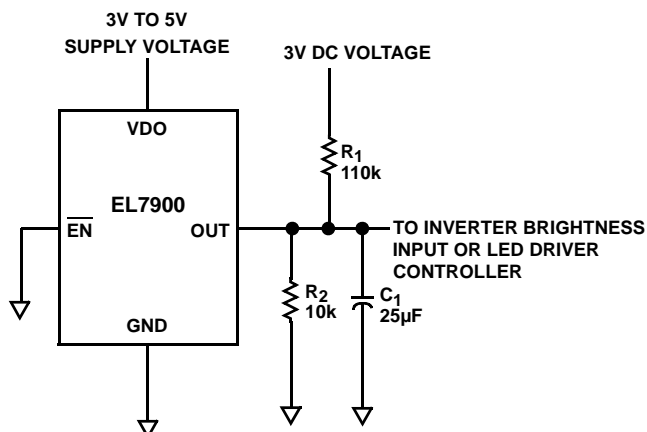 3V TO 5V
SUPPLY VOLTAGE
3V DC VOLTAGE
VDO
R1
110k
EL7900
EN
OUT
TO INVERTER BRIGHTNESS
INPUT OR LED DRIVER
CONTROLLER
R2
10k
C1
25µF
GND